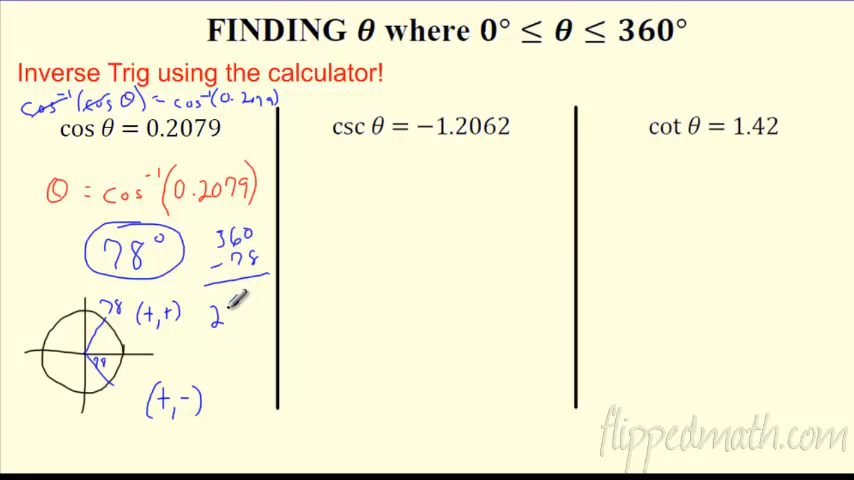 FINDING θ where 0° ≤ θ ≤ 360°
Inverse Trig using the calculator!
cos⁻¹(cos θ) = cos⁻¹(0.2079)
cos θ = 0.2079
θ = cos⁻¹(0.2079)
78°
360
-78
2
78 (+,+)
78
(+,-)
csc θ = −1.2062
cot θ = 1.42
flippedmath.com